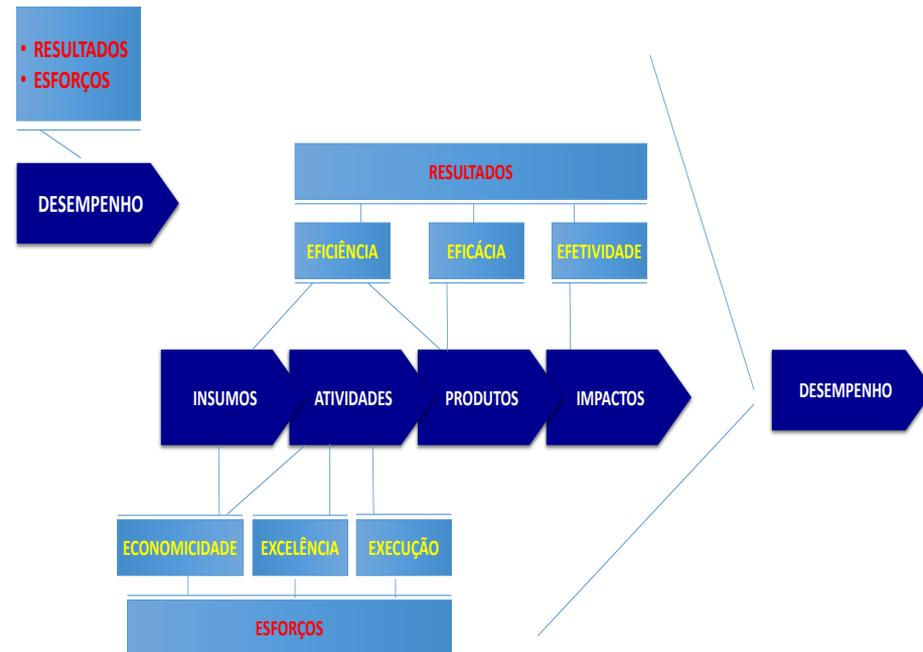 • RESULTADOS
• ESFORÇOS
DESEMPENHO
RESULTADOS
EFICIÊNCIA
EFICÁCIA
EFETIVIDADE
INSUMOS
ATIVIDADES
PRODUTOS
IMPACTOS
DESEMPENHO
ECONOMICIDADE
EXCELÊNCIA
EXECUÇÃO
ESFORÇOS